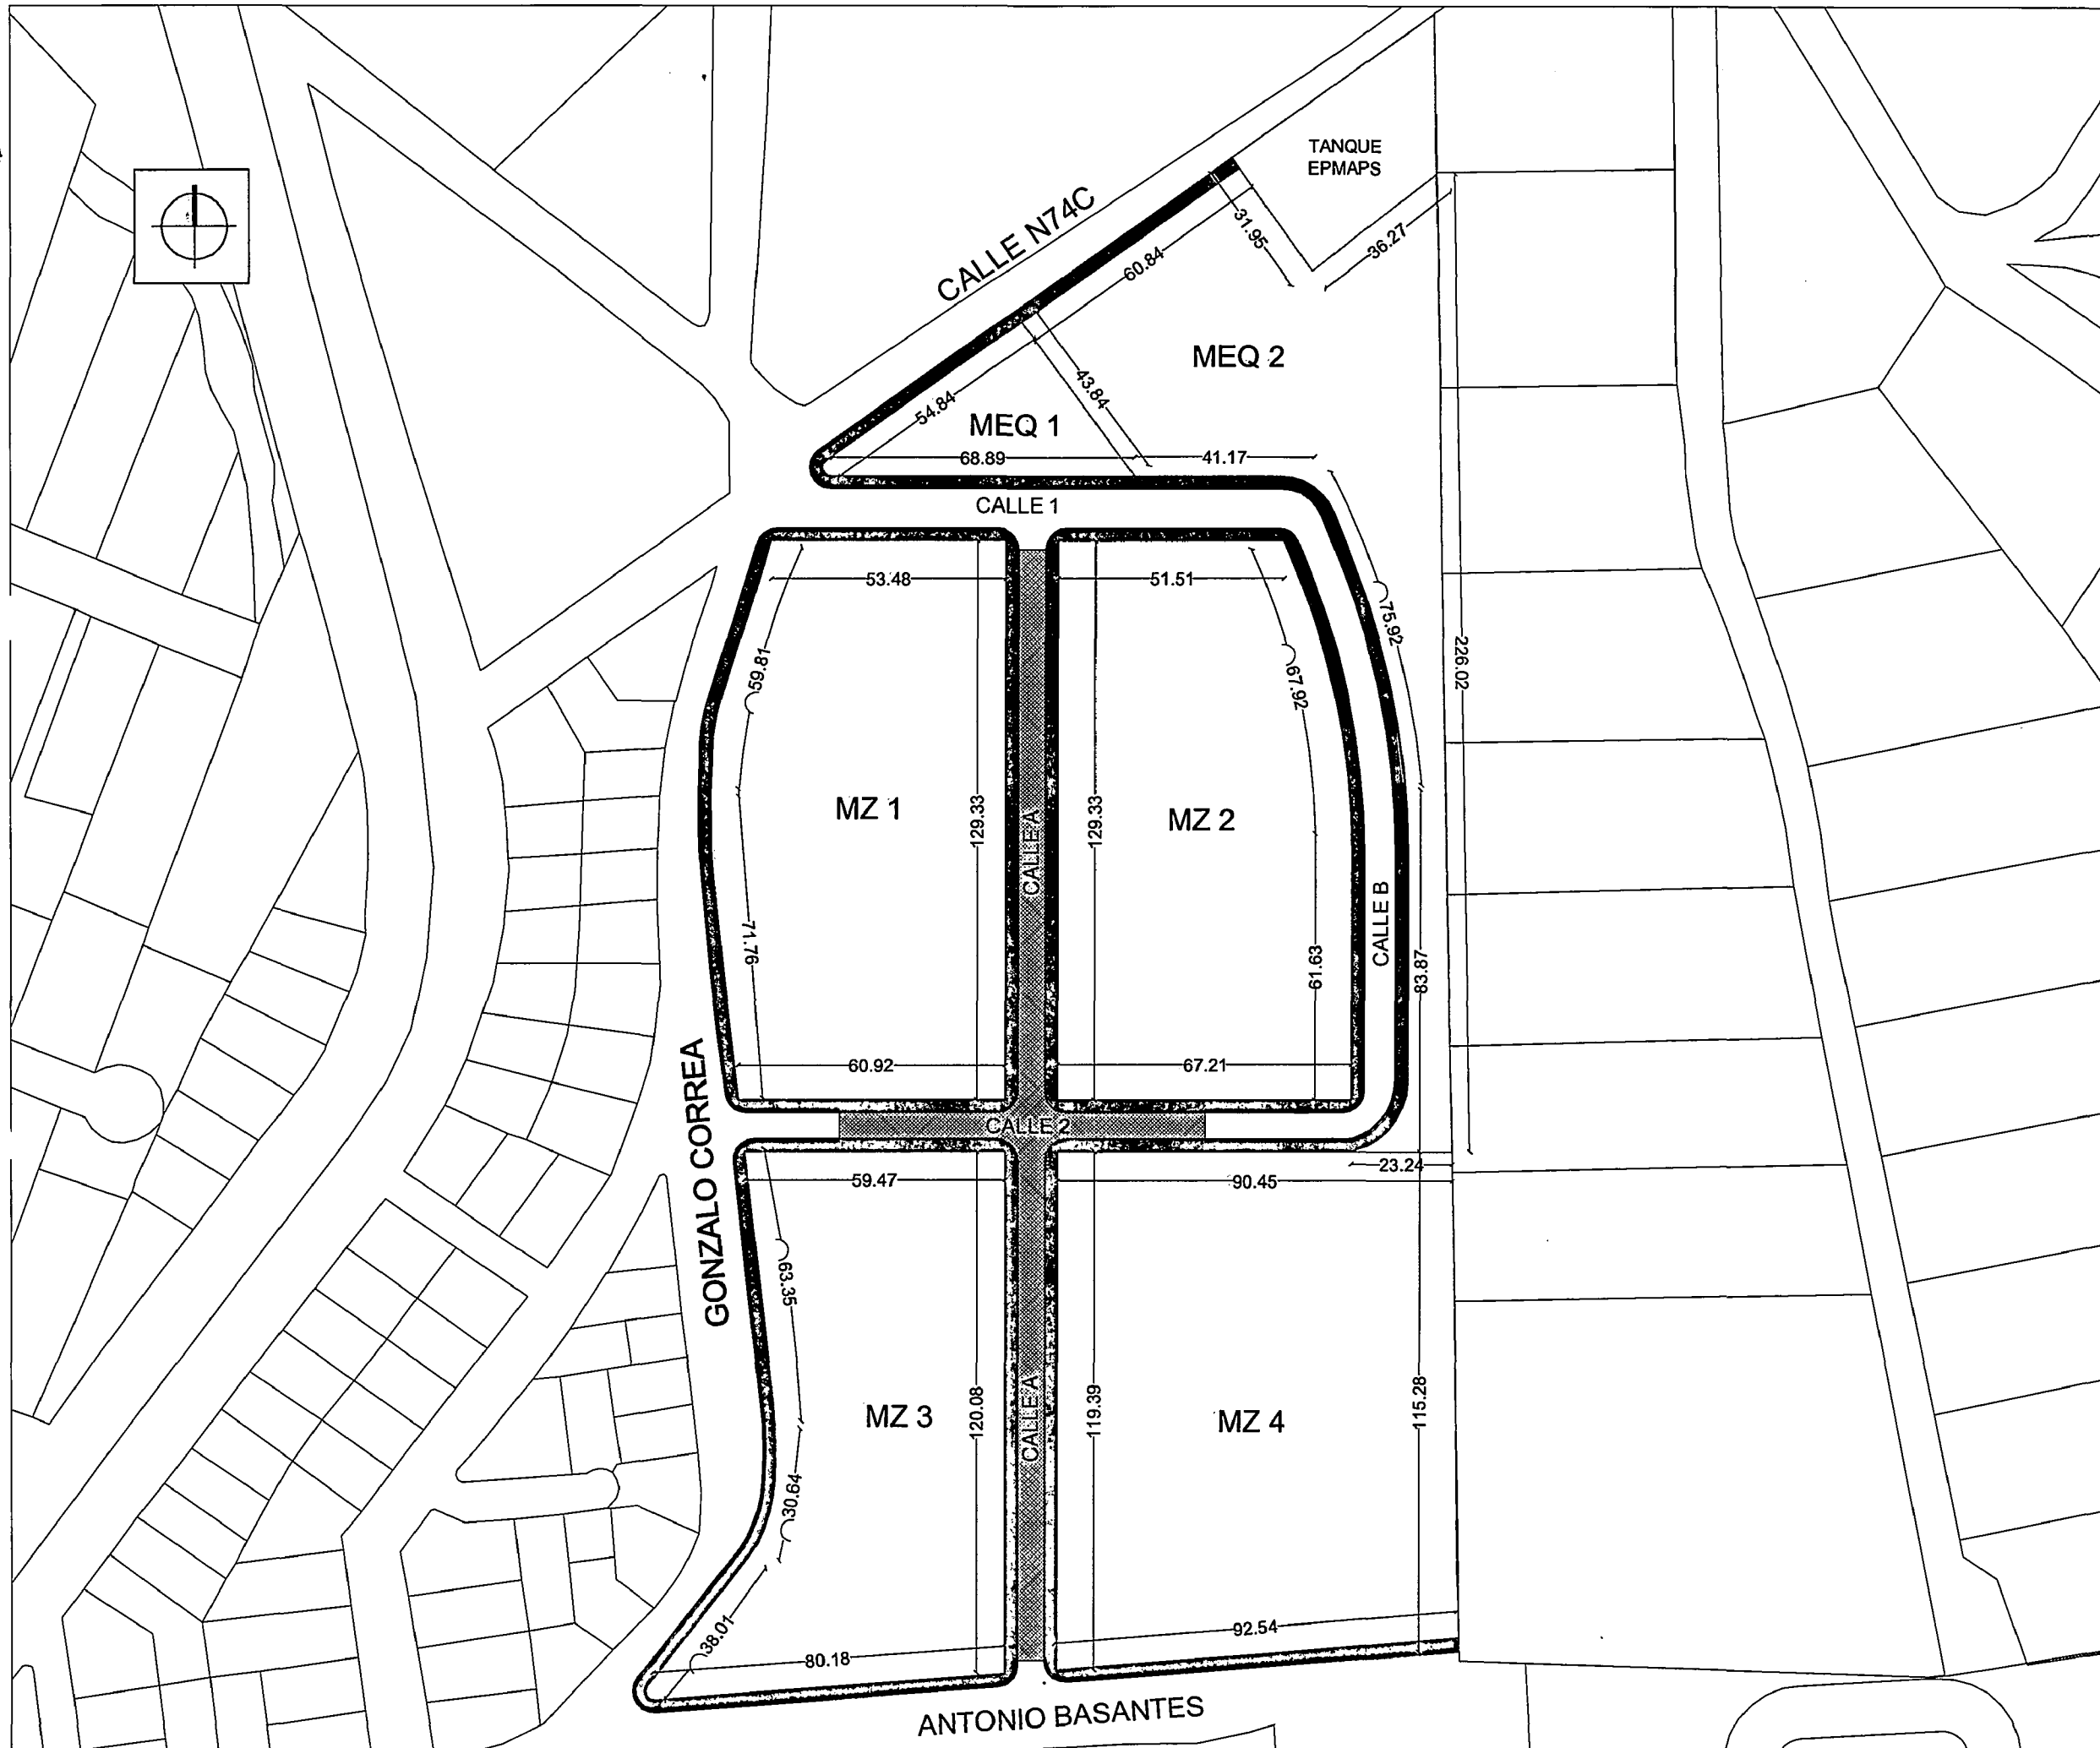 TANQUE
EPMAPS
CALLE N74C
31.95
36.27
60.84
MEQ 2
43.84
54.84
MEQ 1
68.89
41.17
CALLE 1
53.48
51.51
75.92
59.81
67.92
226.02
MZ 1
129.33
CALLE A
129.33
MZ 2
CALLE B
71.76
61.63
83.87
60.92
67.21
GONZALO CORREA
CALLE 2
59.47
23.24
90.45
63.35
MZ 3
120.08
CALLE A
119.39
MZ 4
115.28
30.64
38.01
80.18
92.54
ANTONIO BASANTES